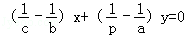 (1/c − 1/b) x+ (1/p − 1/a) y=0